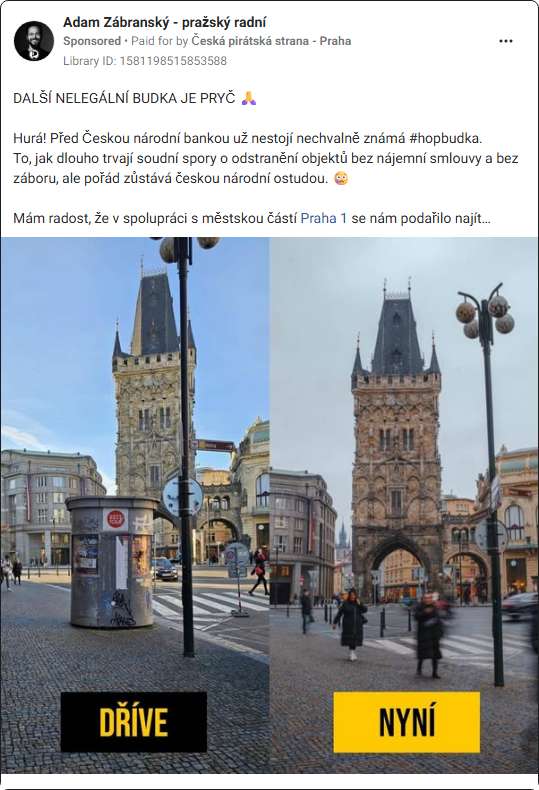 Adam Zábranský - pražský radní
Sponsored • Paid for by Česká pirátská strana - Praha
Library ID: 1581198515853588
DALŠÍ NELEGÁLNÍ BUDKA JE PRYČ 🙏
Hurá! Před Českou národní bankou už nestojí nechvalně známá #hopbudka.
To, jak dlouho trvají soudní spory o odstranění objektů bez nájemní smlouvy a bez
záboru, ale pořád zůstává českou národní ostudou. 🤪
Mám radost, že v spolupráci s městskou částí Praha 1 se nám podařilo najít...
DŘÍVE
NYNÍ